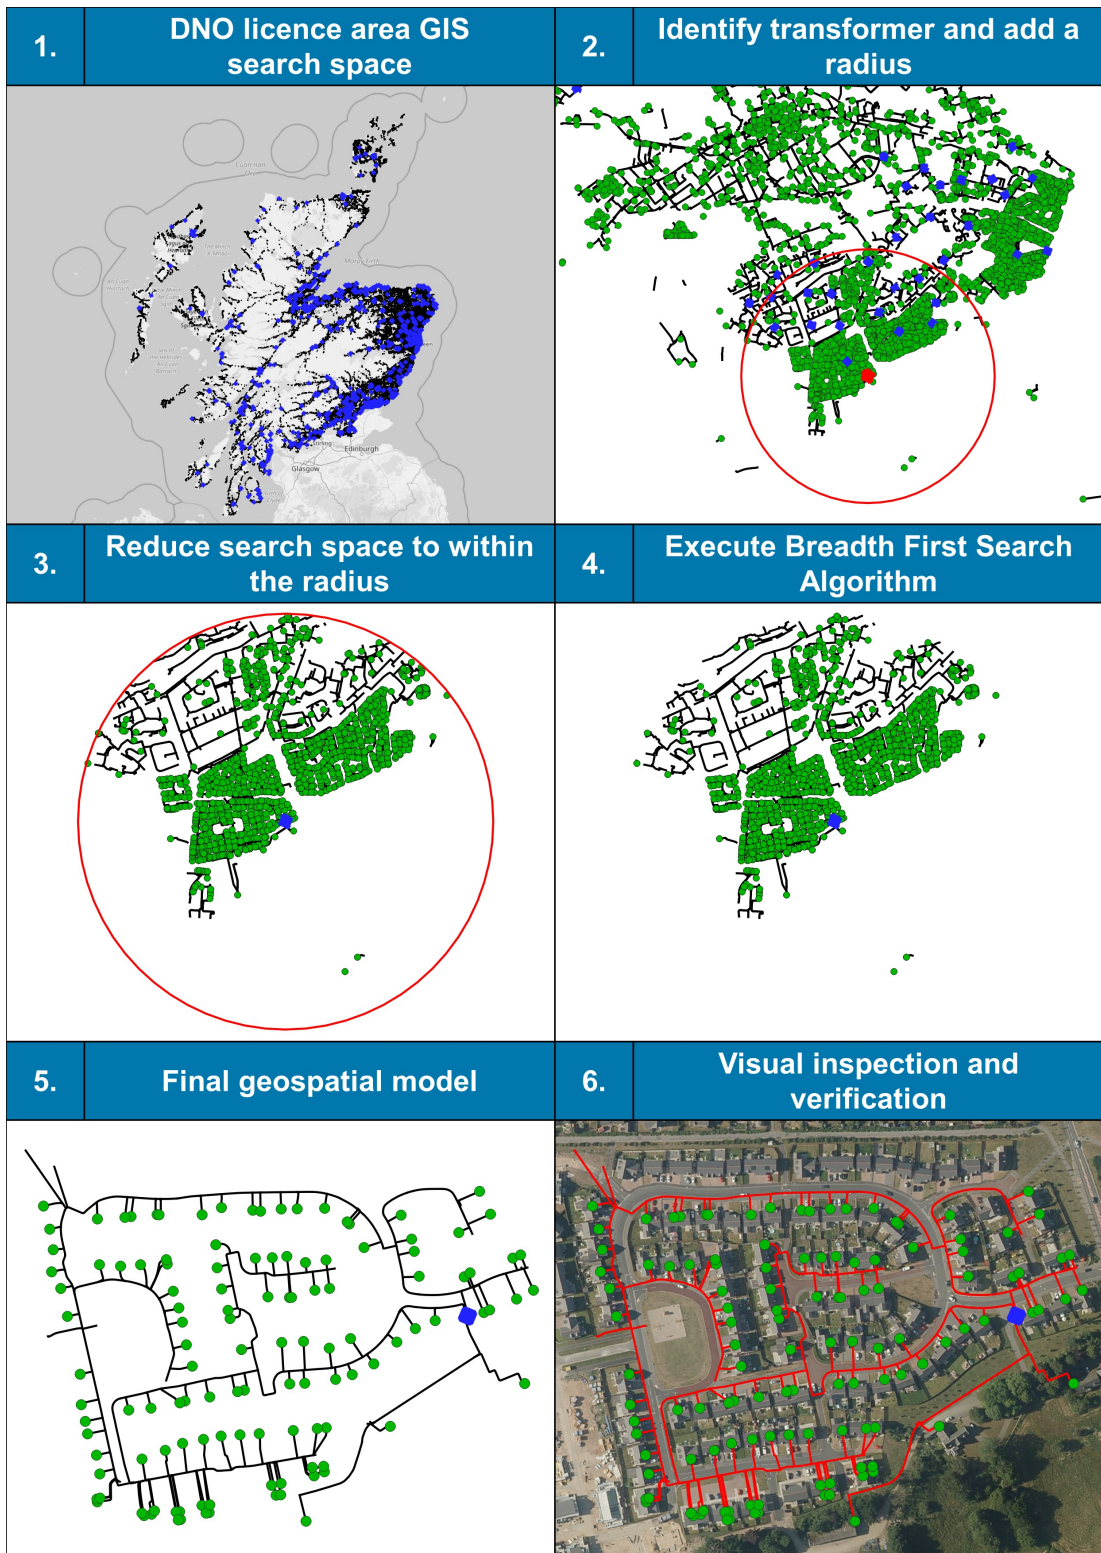 1.
DNO licence area GIS
search space
2.
Identify transformer and add a
radius
Moray Firth
Edinburgh
Glasgow
3.
Reduce search space to within
the radius
4.
Execute Breadth First Search
Algorithm
5.
Final geospatial model
6.
Visual inspection and
verification